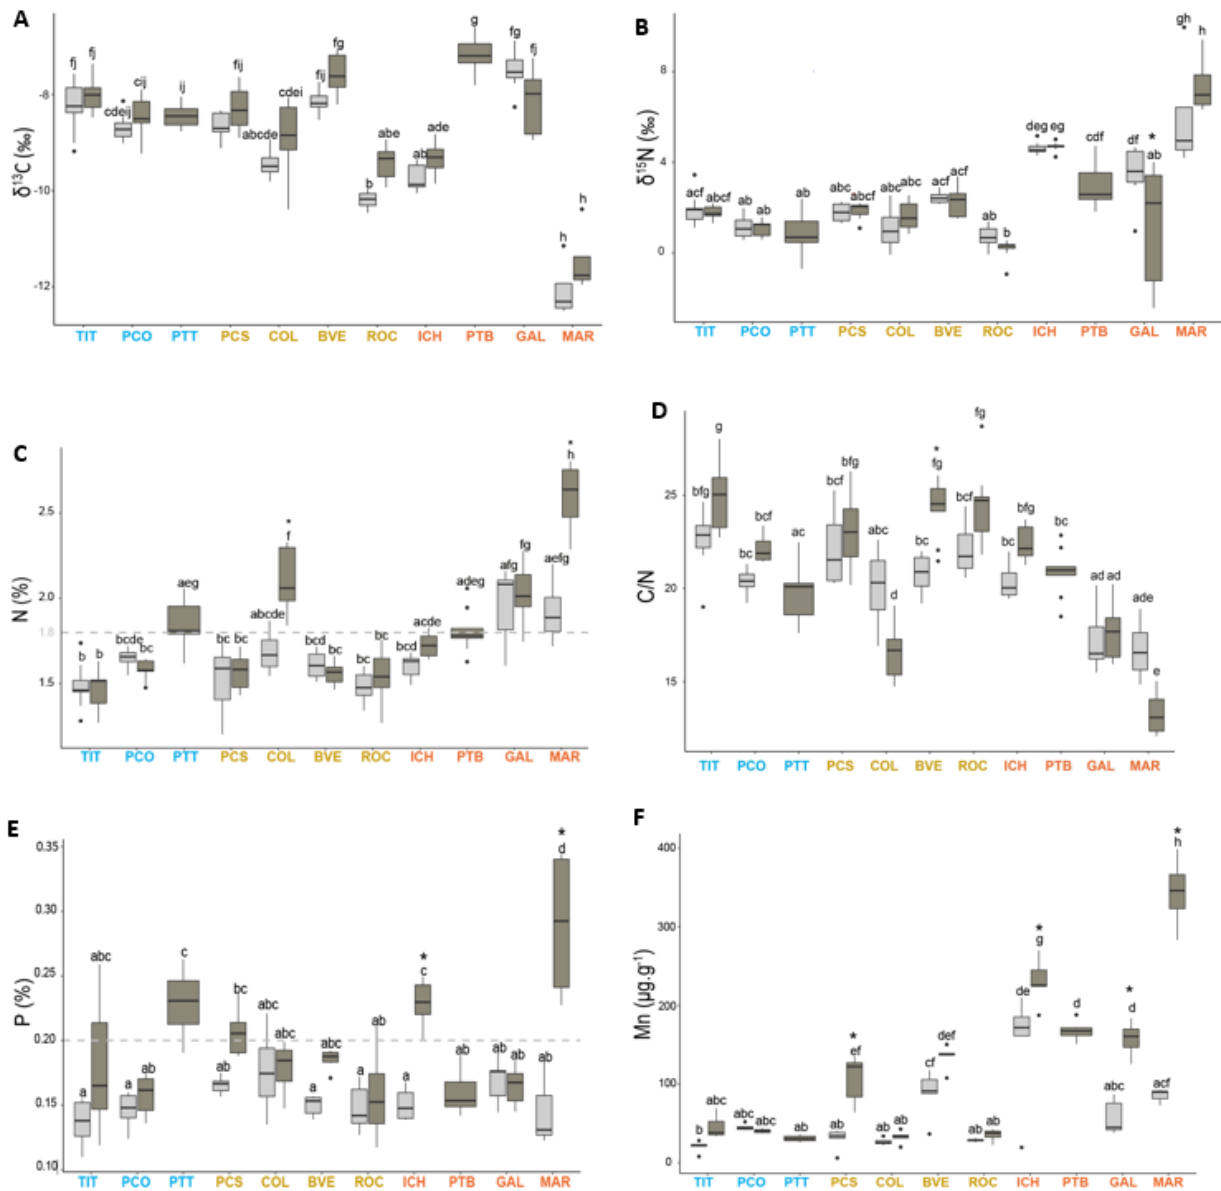 A
δ13C (‰)
-8
-10
-12
fj fj cdeij cij ij fij abcde cdei fij fg b abe ab ade g fg fj h h
TIT PCO PTT PCS COL BVE ROC ICH PTB GAL MAR
B
δ15N (‰)
8
4
0
acf abcf ab ab ab abc abcf abc abc acf acf ab b deg eg cdf df * ab gh h
TIT PCO PTT PCS COL BVE ROC ICH PTB GAL MAR
C
N (%)
2.5
2.0
1.8
1.5
b b bcde bc aeg bc bc abcde * f bcd bc bc bc bcd acde adeg afg fg aefg * h
TIT PCO PTT PCS COL BVE ROC ICH PTB GAL MAR
D
C/N
25
20
15
bfg g bc bcf ac bcf bfg abc d bc * fg bcf fg bc bfg bc ad ad ade e
TIT PCO PTT PCS COL BVE ROC ICH PTB GAL MAR
E
P (%)
0.35
0.30
0.25
0.20
0.15
0.10
a abc a ab c ab bc abc abc a abc a ab a * c ab ab ab ab * d
TIT PCO PTT PCS COL BVE ROC ICH PTB GAL MAR
F
Mn (µg.g-1)
400
300
200
100
0
b abc abc abc ab ab * ef ab ab cf def ab ab de * g d abc * d acf * h
TIT PCO PTT PCS COL BVE ROC ICH PTB GAL MAR